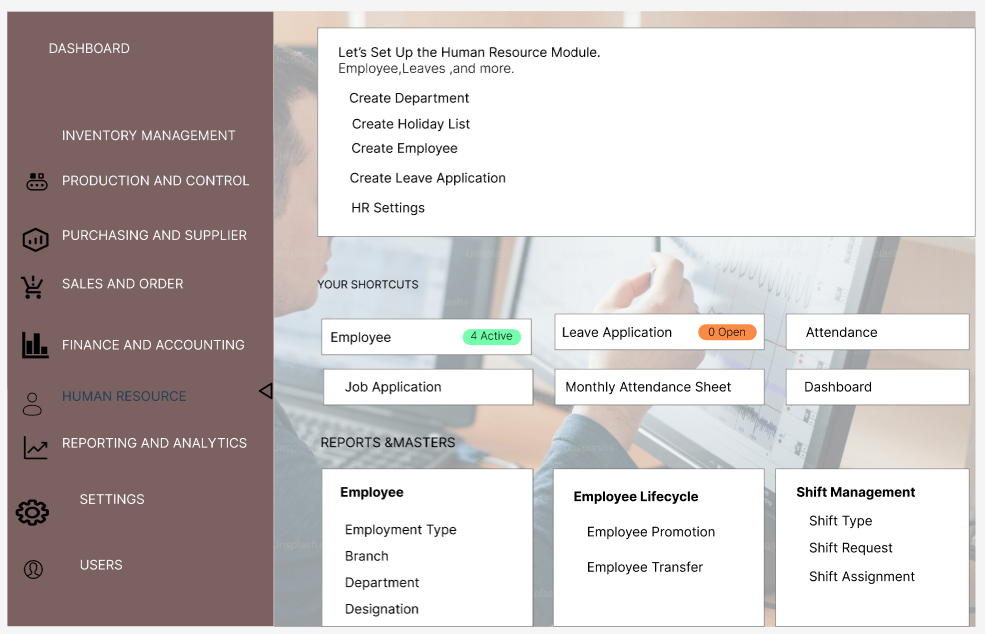 DASHBOARD
INVENTORY MANAGEMENT
PRODUCTION AND CONTROL
PURCHASING AND SUPPLIER
SALES AND ORDER
FINANCE AND ACCOUNTING
HUMAN RESOURCE
REPORTING AND ANALYTICS
SETTINGS
USERS
Let's Set Up the Human Resource Module.
Employee,Leaves ,and more.
Create Department
Create Holiday List
Create Employee
Create Leave Application
HR Settings
YOUR SHORTCUTS
Employee 4 Active
Leave Application 0 Open
Attendance
Job Application
Monthly Attendance Sheet
Dashboard
REPORTS &MASTERS
Employee
Employment Type
Branch
Department
Designation
Employee Lifecycle
Employee Promotion
Employee Transfer
Shift Management
Shift Type
Shift Request
Shift Assignment